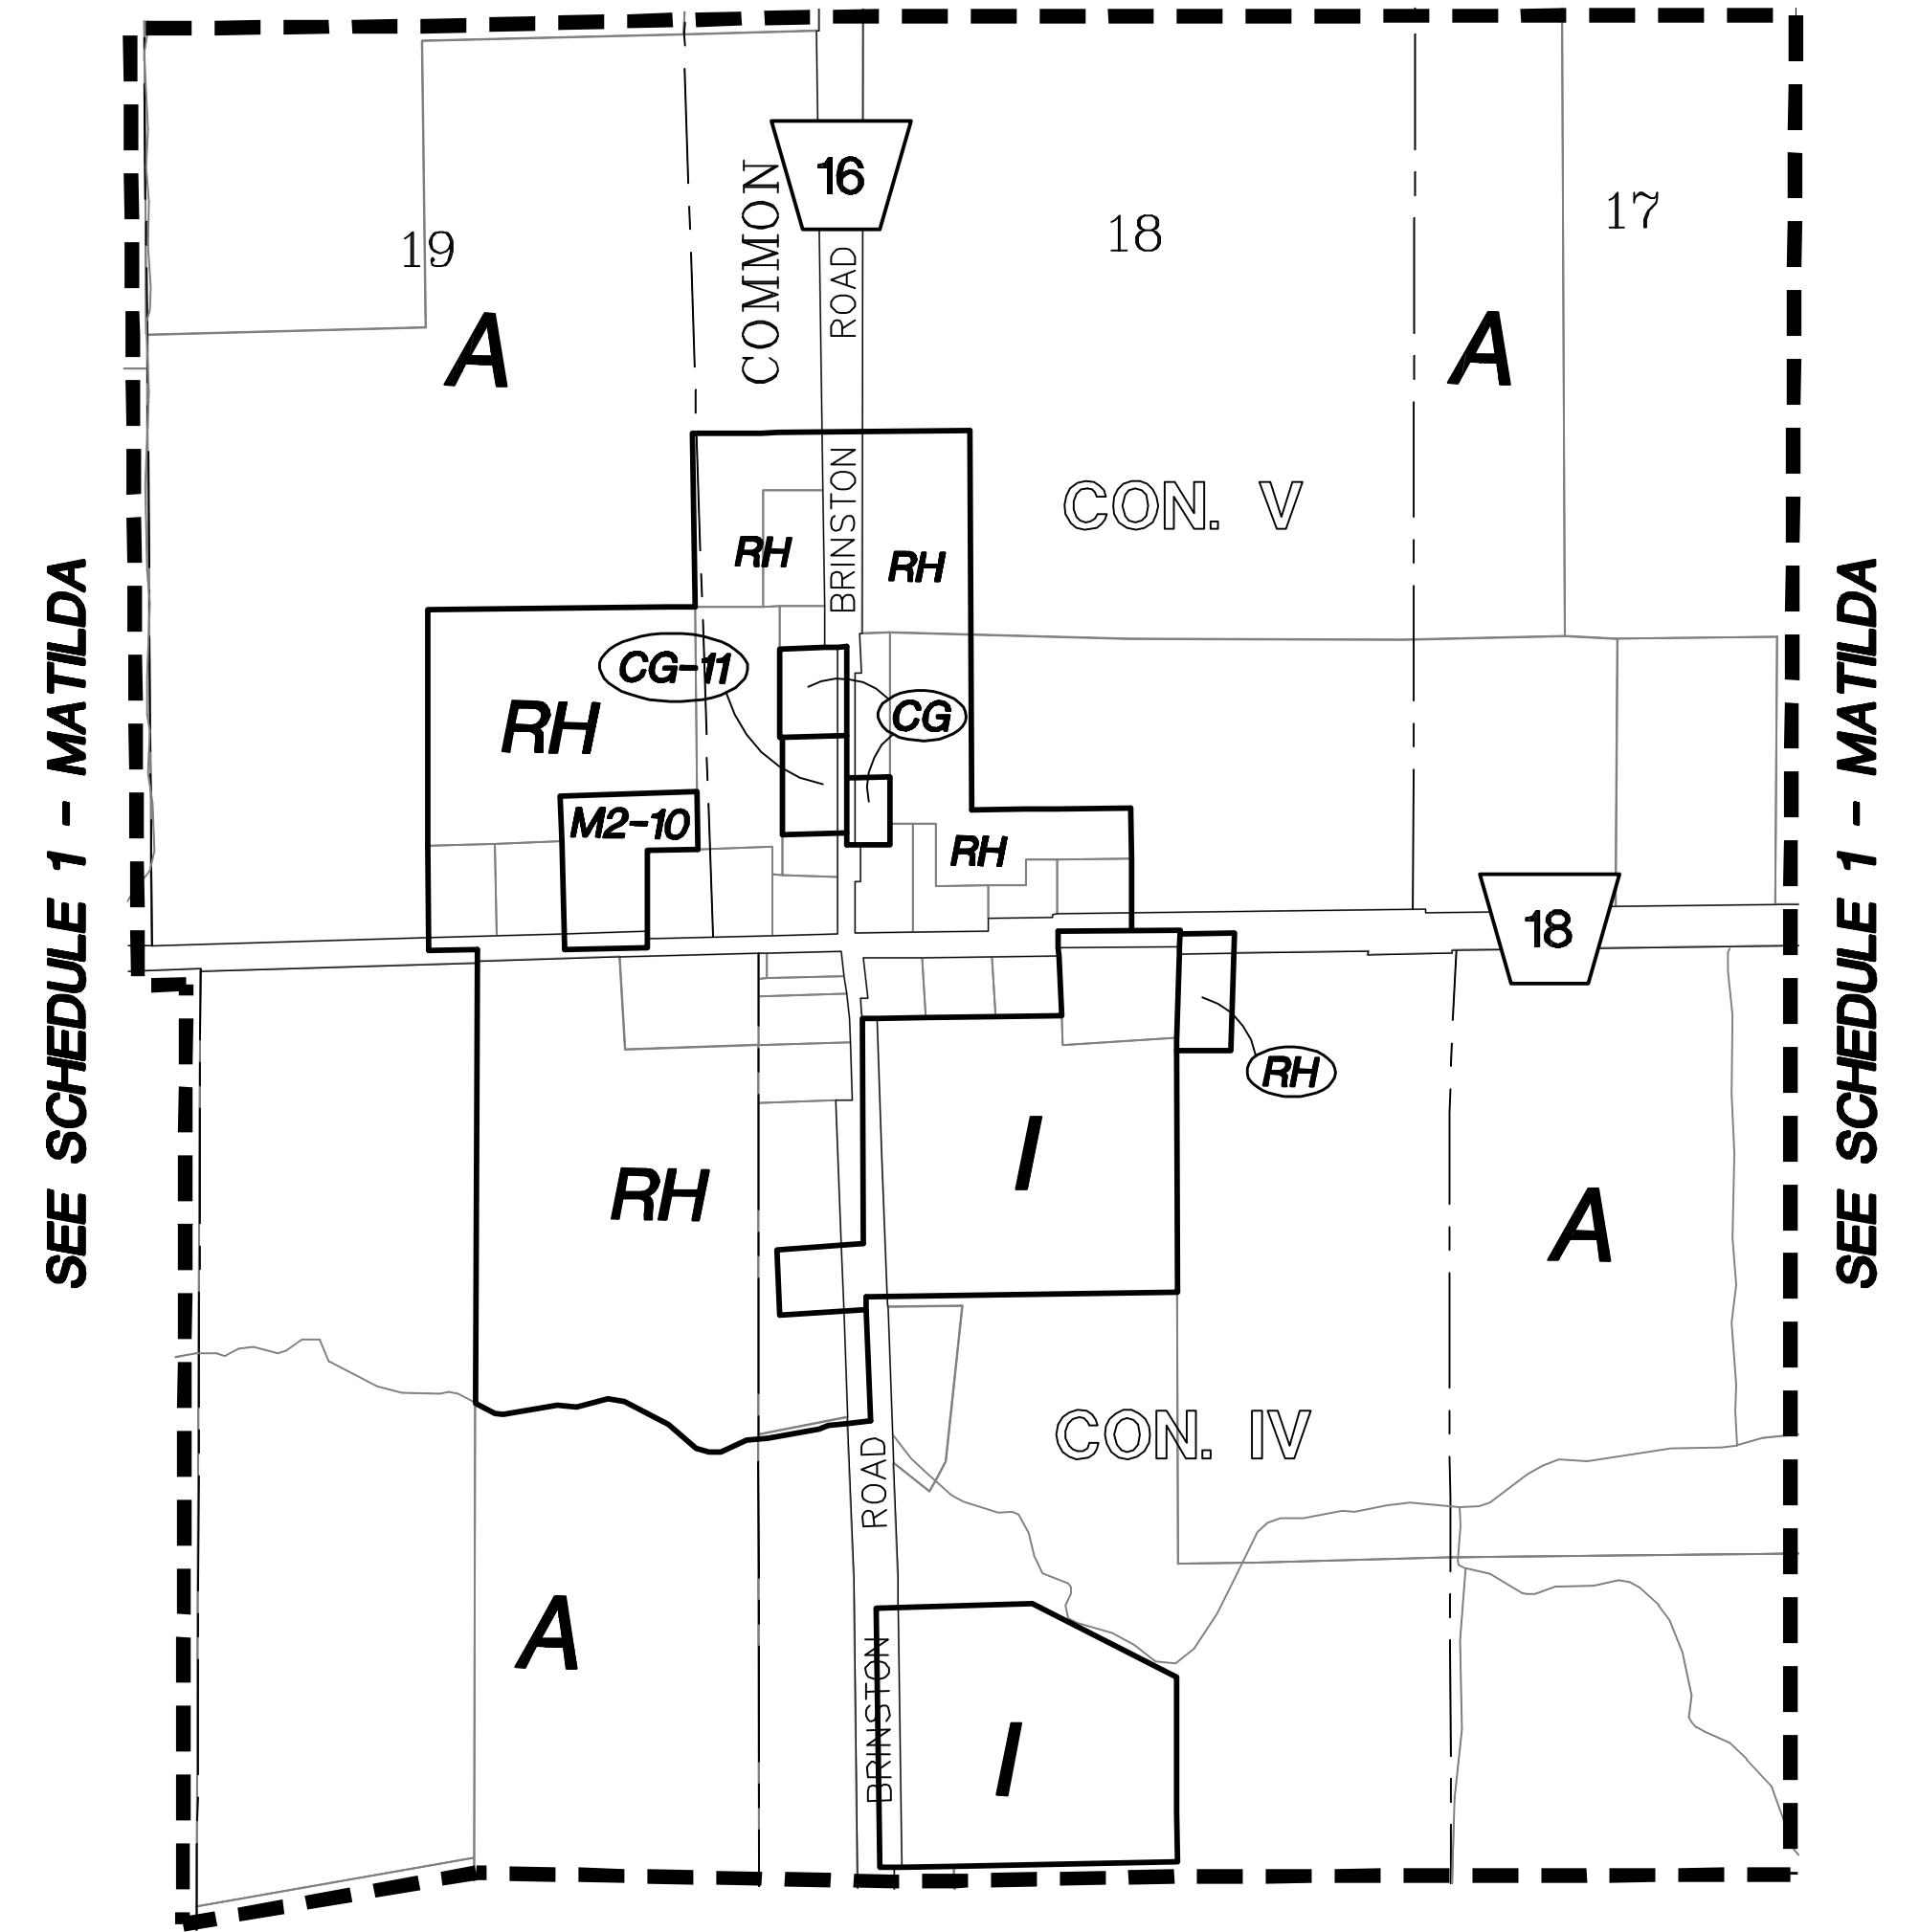 16
COMMON
ROAD
19
18
17
A
A
CON. V
BRINSTON
RH
RH
CG-11
CG
RH
M2-10
RH
18
RH
I
RH
A
CON. IV
ROAD
A
BRINSTON
I
SEE SCHEDULE 1 - MATILDA
SEE SCHEDULE 1 - MATILDA